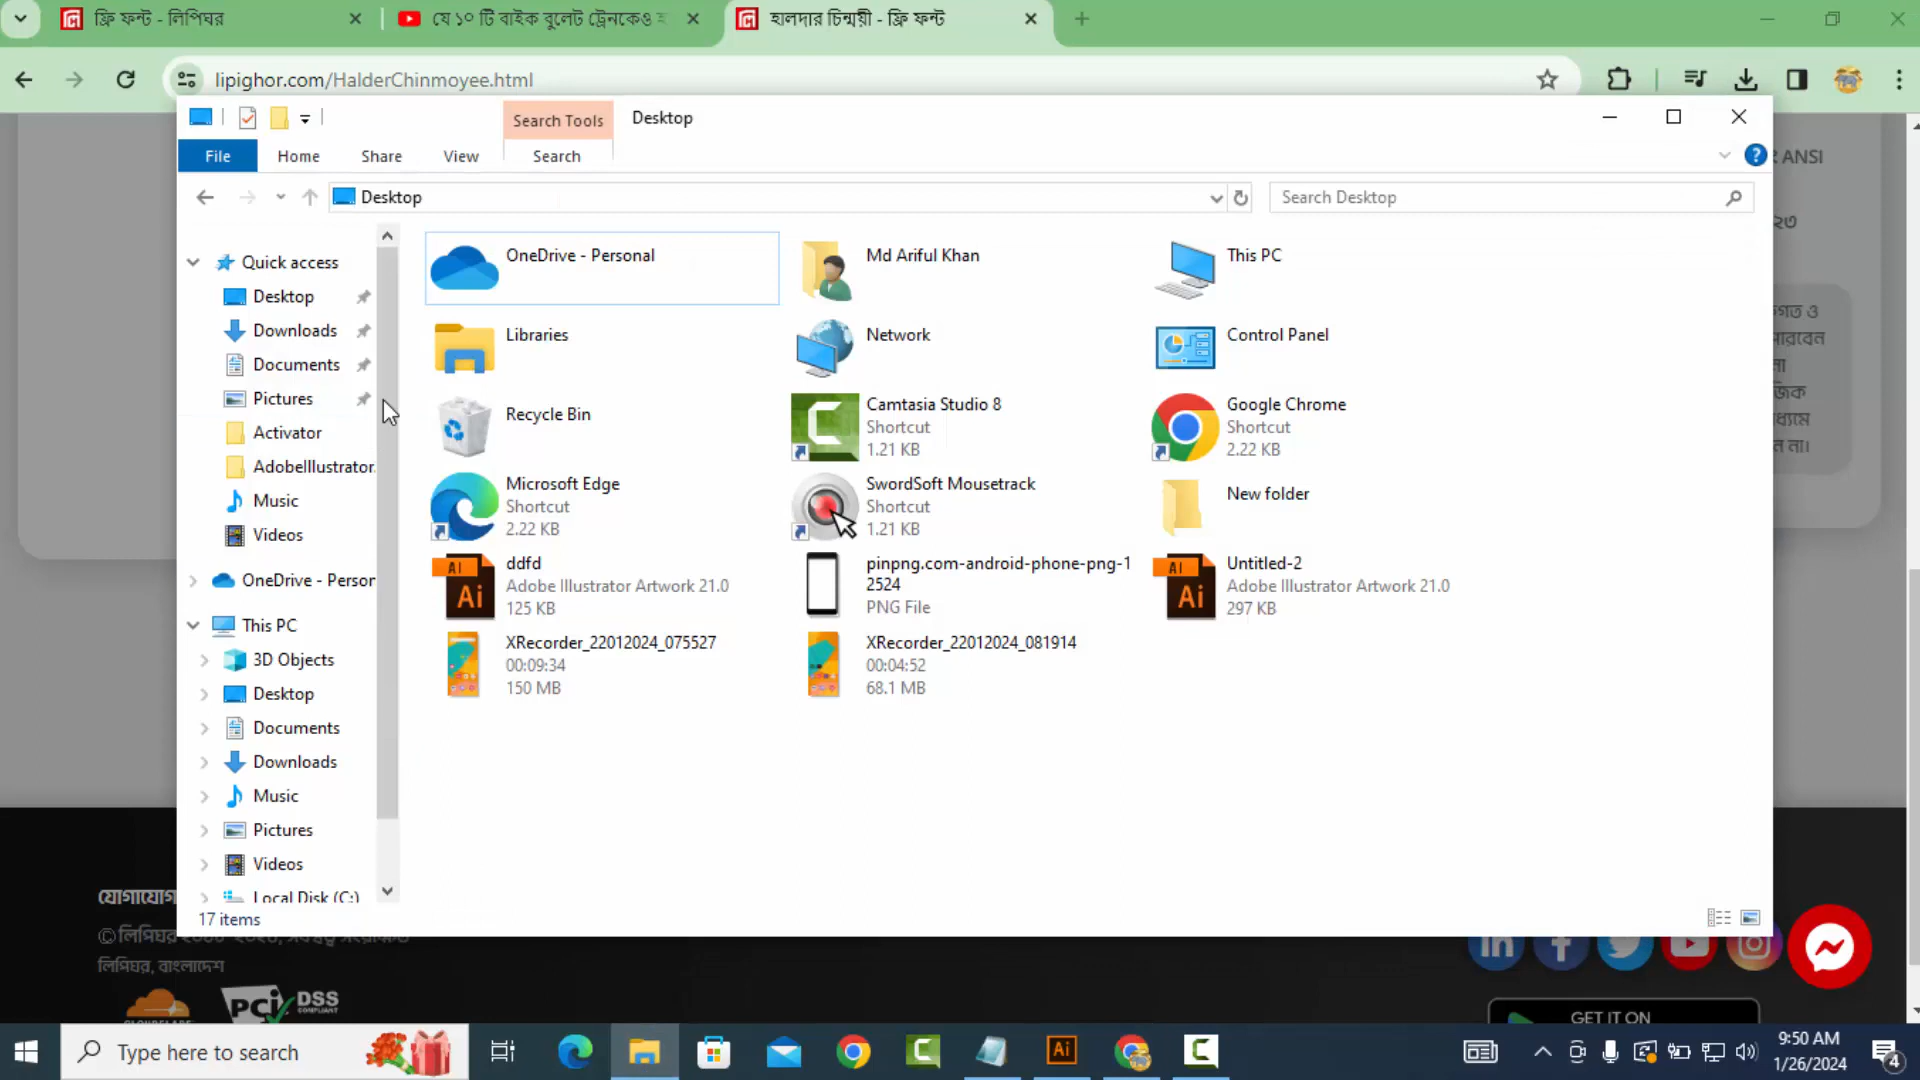 ফ্রি ফন্ট - লিপিঘর
যে ১০ টি বাইক বুলেট ট্রেনকেও
হালদার চিন্ময়ী - ফ্রি ফন্ট
lipighor.com/HalderChinmoyee.html
Search Tools
Desktop
File
Home
Share
View
Search
ANSI
Desktop
Search Desktop
Quick access
Desktop
Downloads
Documents
Pictures
Activator
AdobeIllustrator
Music
Videos
OneDrive - Person
This PC
3D Objects
Desktop
Documents
Downloads
Music
Pictures
Videos
Local Disk (C:)
OneDrive - Personal
Md Ariful Khan
This PC
Libraries
Network
Control Panel
Recycle Bin
Camtasia Studio 8
Shortcut
1.21 KB
Google Chrome
Shortcut
2.22 KB
Microsoft Edge
Shortcut
2.22 KB
SwordSoft Mousetrack
Shortcut
1.21 KB
New folder
ddfd
Adobe Illustrator Artwork 21.0
125 KB
pinpng.com-android-phone-png-1
2524
PNG File
Untitled-2
Adobe Illustrator Artwork 21.0
297 KB
XRecorder_22012024_075527
00:09:34
150 MB
XRecorder_22012024_081914
00:04:52
68.1 MB
17 items
যোগাযোগ
© লিপিঘর
লিপিঘর, বাংলাদেশ
CLOUDFLARE
PCI DSS
COMPLIANT
GET IT ON
Type here to search
9:50 AM
1/26/2024
4